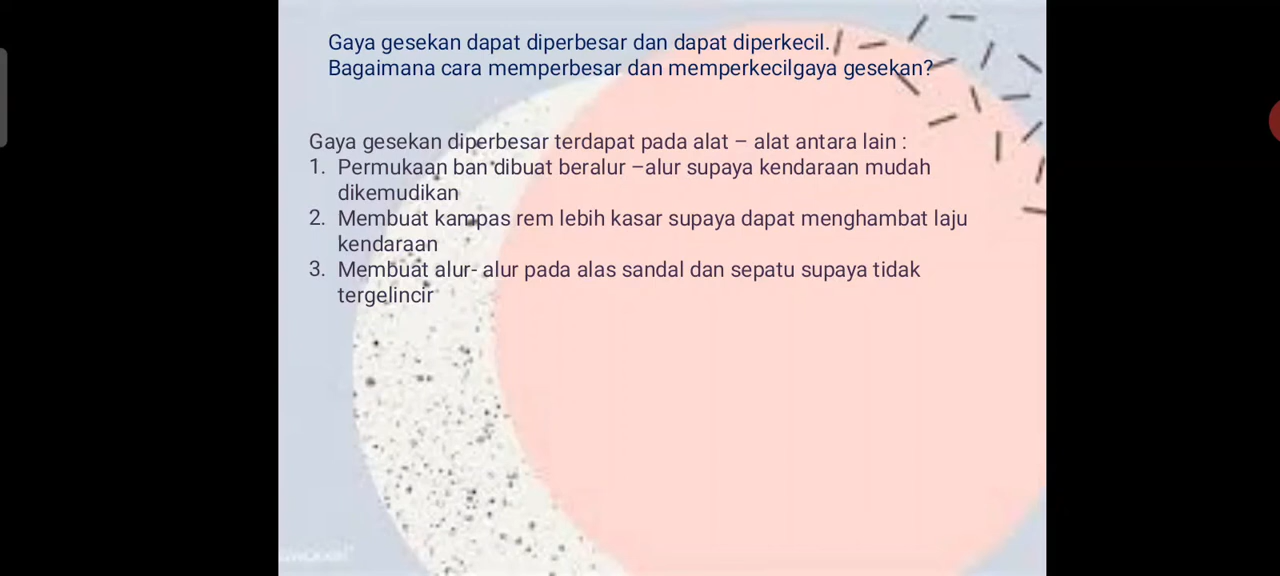 Gaya gesekan dapat diperbesar dan dapat diperkecil.
Bagaimana cara memperbesar dan memperkecilgaya gesekan?
Gaya gesekan diperbesar terdapat pada alat – alat antara lain :
1. Permukaan ban dibuat beralur –alur supaya kendaraan mudah
dikemudikan
2. Membuat kampas rem lebih kasar supaya dapat menghambat laju
kendaraan
3. Membuat alur- alur pada alas sandal dan sepatu supaya tidak
tergelincir